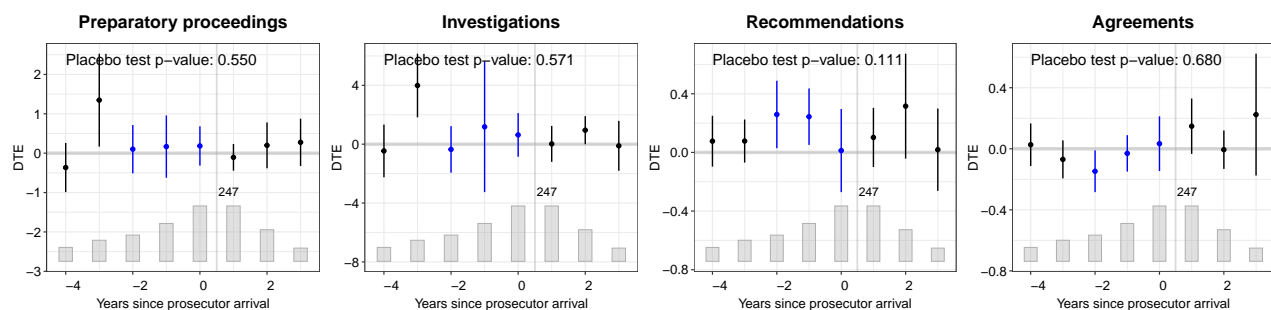 Preparatory proceedings
Placebo test p−value: 0.550
DTE
2
1
0
−1
−2
−3
247
−4
−2
0
2
Years since prosecutor arrival
Investigations
Placebo test p−value: 0.571
DTE
4
0
−4
−8
247
−4
−2
0
2
Years since prosecutor arrival
Recommendations
Placebo test p−value: 0.111
DTE
0.4
0.0
−0.4
−0.8
247
−4
−2
0
2
Years since prosecutor arrival
Agreements
Placebo test p−value: 0.680
DTE
0.4
0.0
−0.4
−0.8
247
−4
−2
0
2
Years since prosecutor arrival